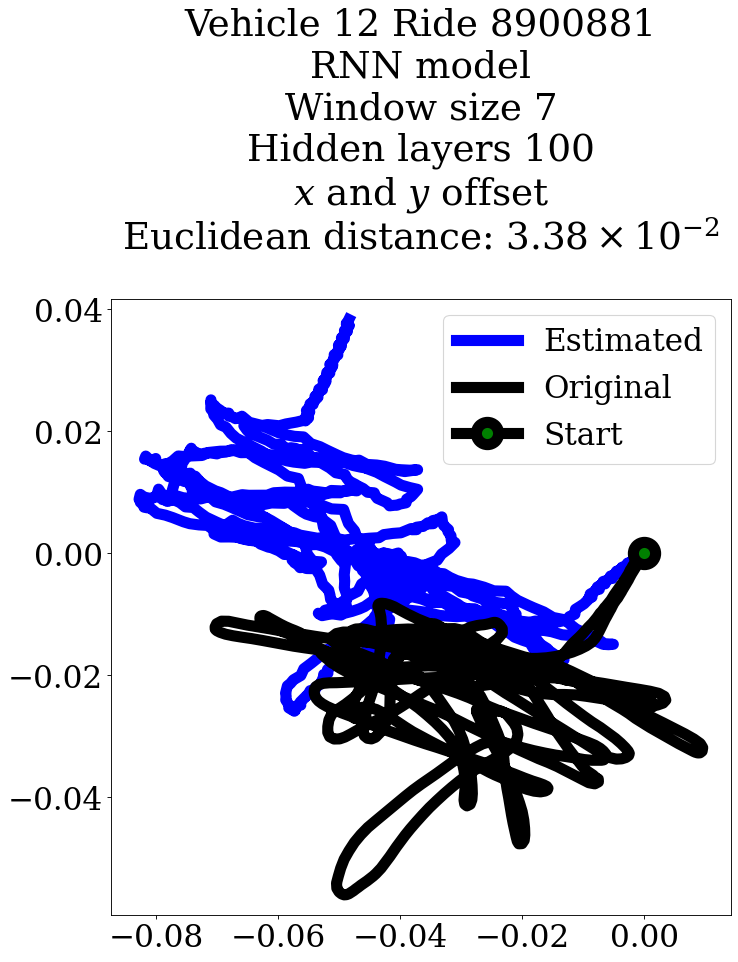 Vehicle 12 Ride 8900881
RNN model
Window size 7
Hidden layers 100
x and y offset
Euclidean distance: 3.38 × 10⁻²
Estimated
Original
Start
0.04
0.02
0.00
−0.02
−0.04
−0.08 −0.06 −0.04 −0.02 0.00